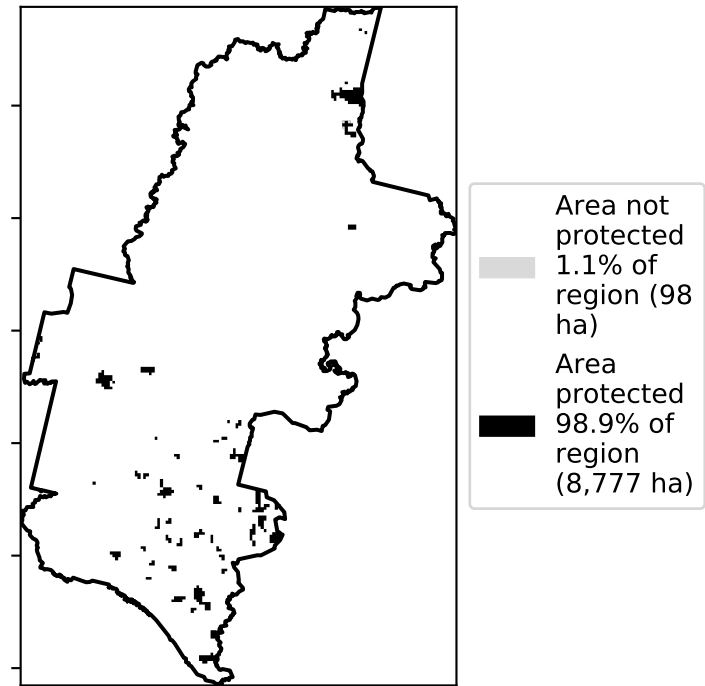 Area not
protected
1.1% of
region (98
ha)
Area
protected
98.9% of
region
(8,777 ha)